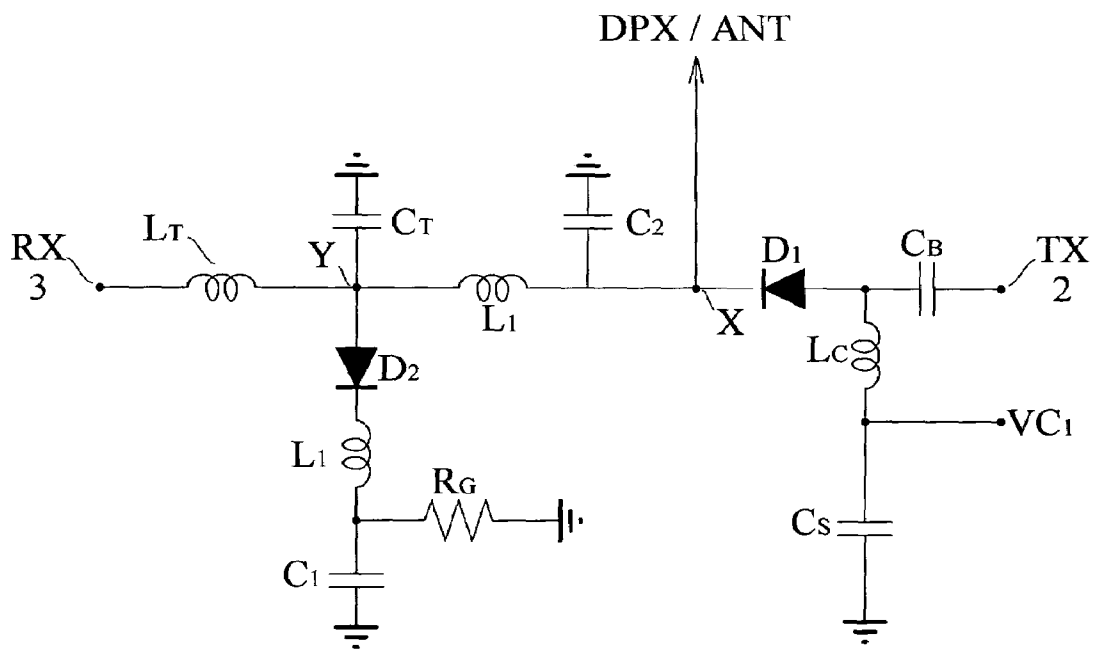 DPX / ANT
RX
3
LT
CT
Y
C2
L1
X
D1
CB
TX
2
LC
VC1
D2
L1
RG
C1
CS